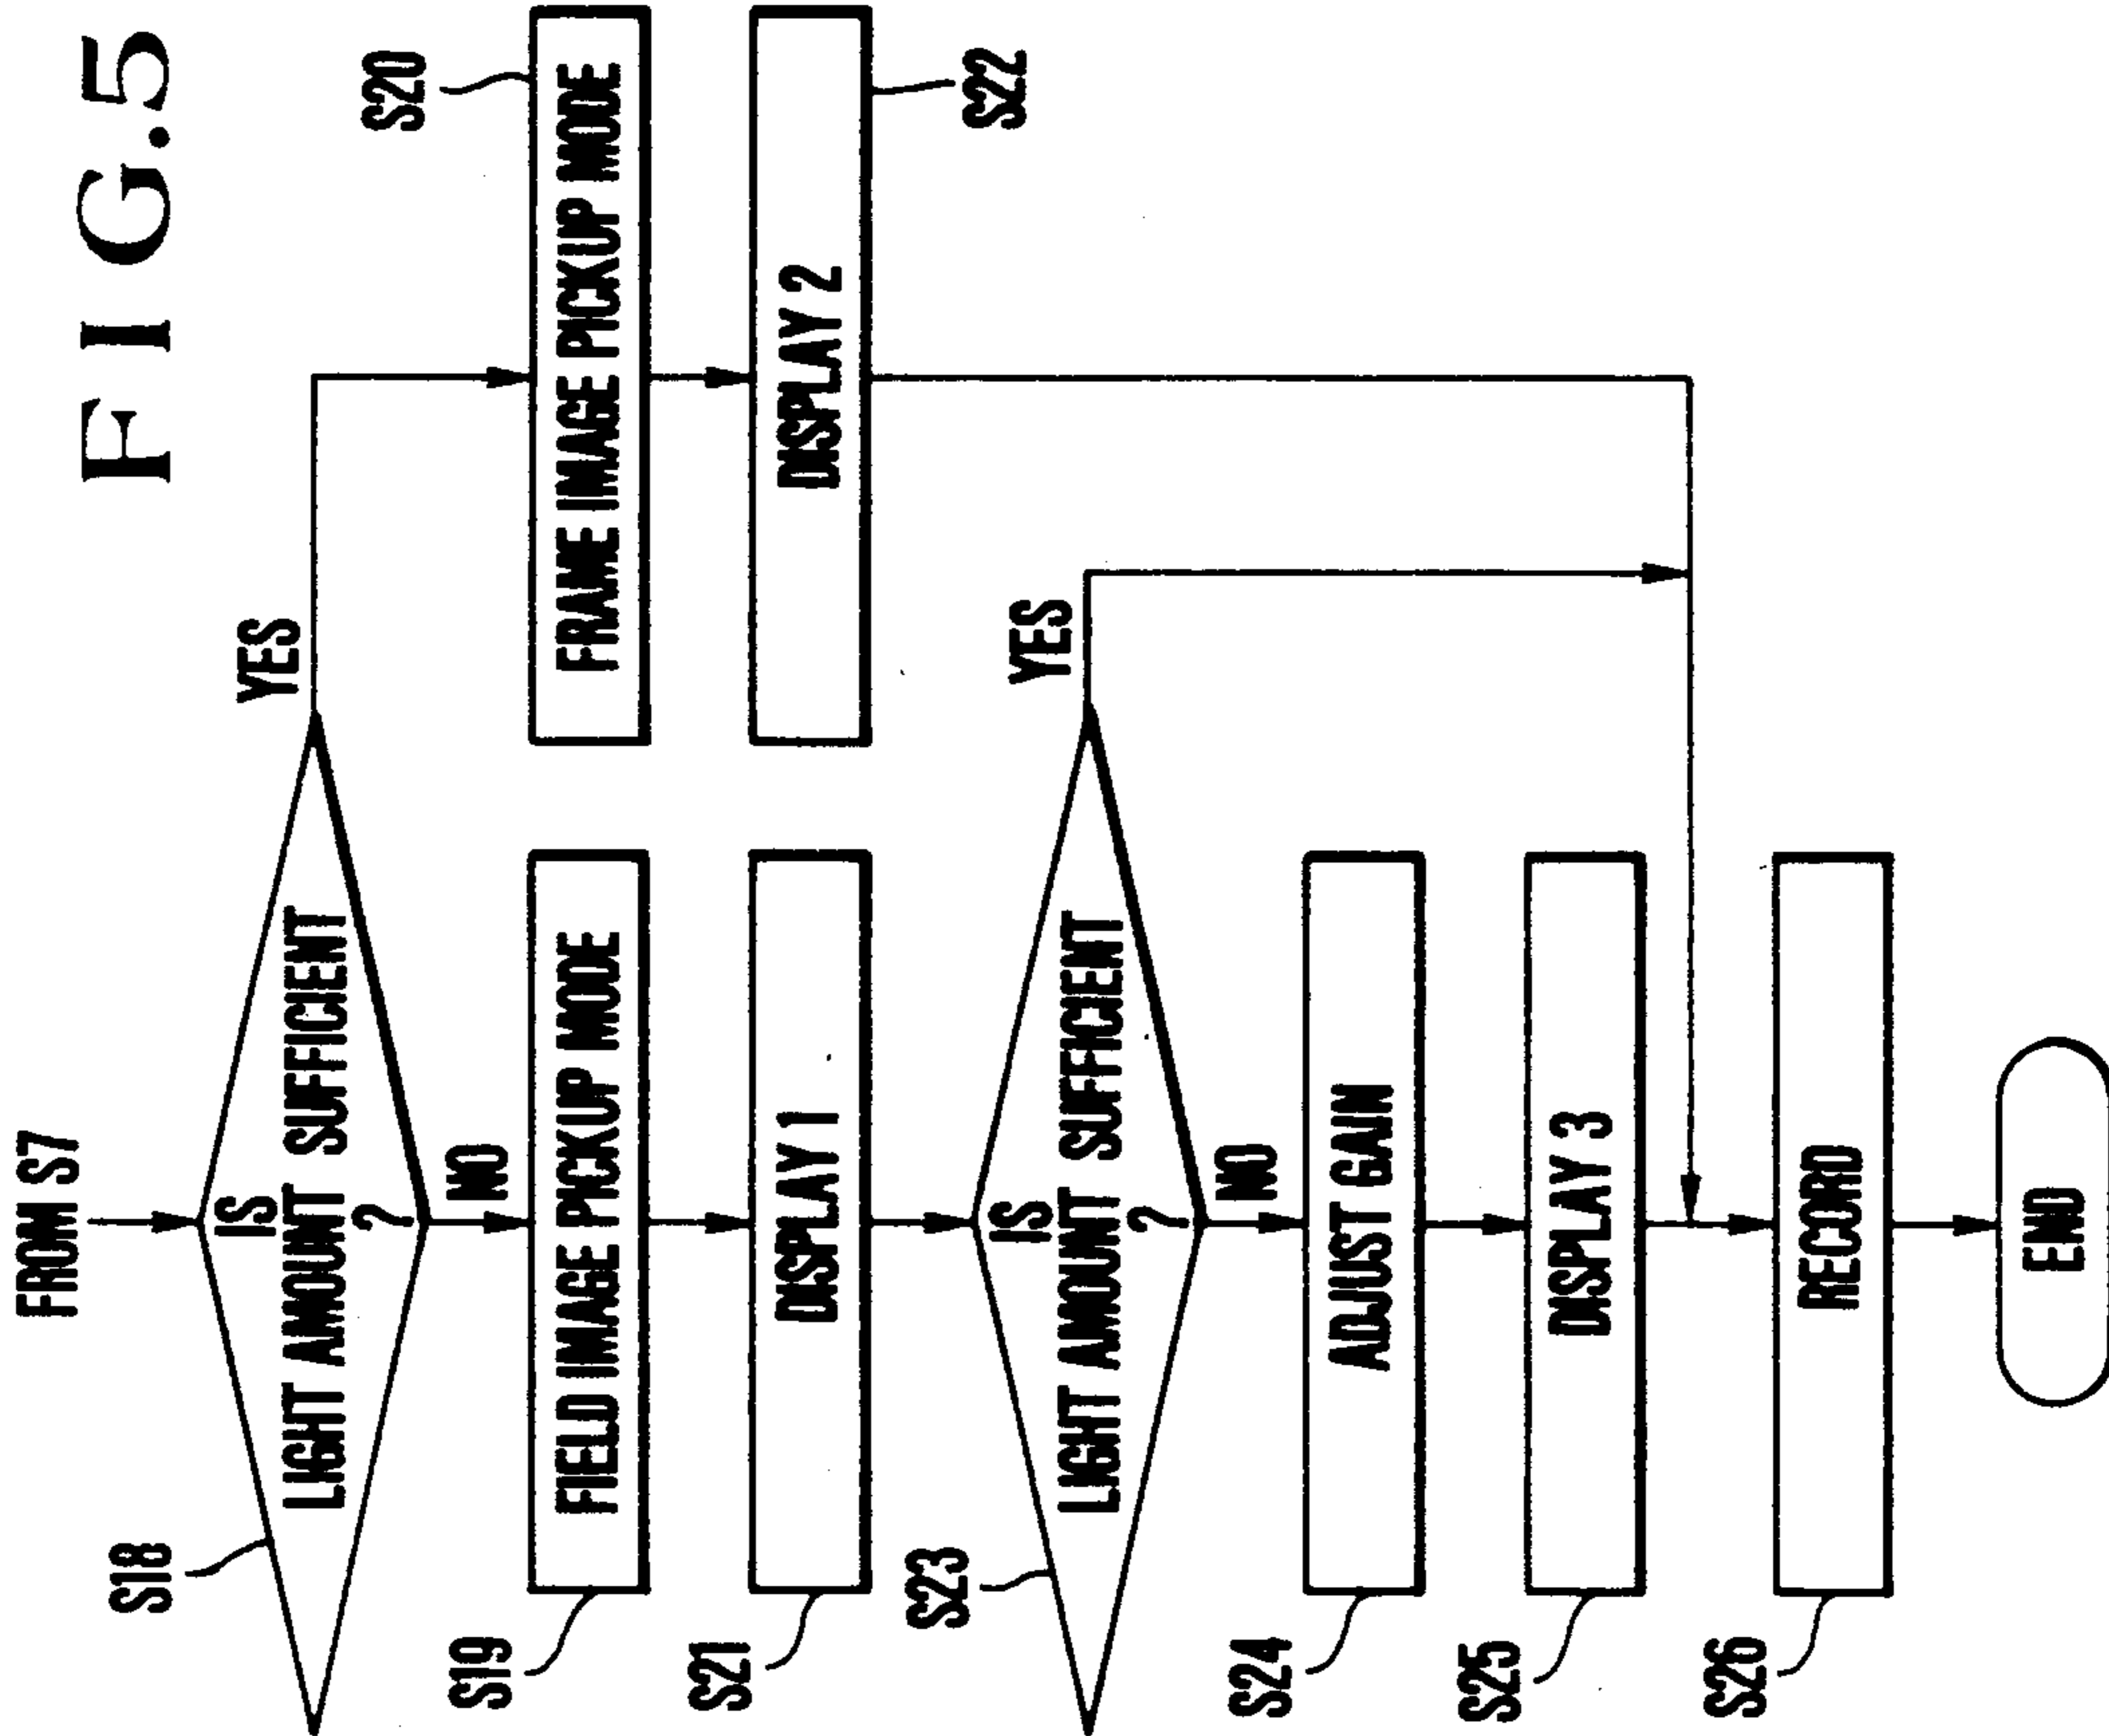 FIG.5
FROM S7
S18
IS
LIGHT AMOUNT SUFFICIENT
?
YES
NO
S19
FIELD IMAGE PICKUP MODE
S20
FRAME IMAGE PICKUP MODE
S21
DISPLAY 1
DISPLAY 2
S22
S23
IS
LIGHT AMOUNT SUFFICIENT
?
YES
NO
S24
ADJUST GAIN
S25
DISPLAY 3
S26
RECORD
END